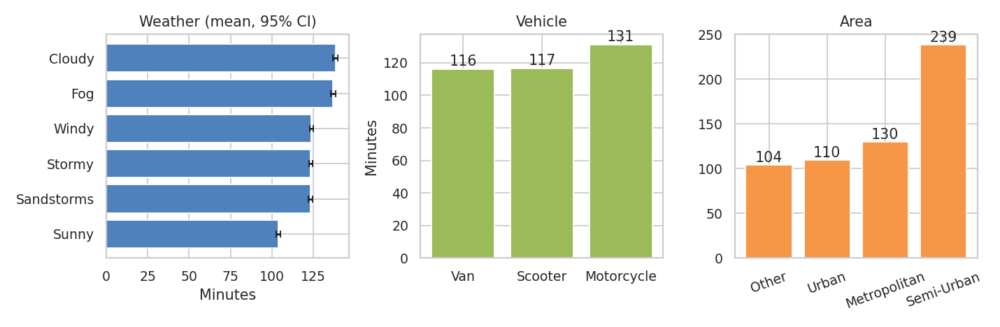 Weather (mean, 95% CI)
Cloudy
Fog
Windy
Stormy
Sandstorms
Sunny
0 25 50 75 100 125
Minutes
Vehicle
Minutes
120
100
80
60
40
20
0
116 117 131
Van Scooter Motorcycle
Area
250
200
150
100
50
0
104 110 130 239
Other Urban Metropolitan Semi-Urban